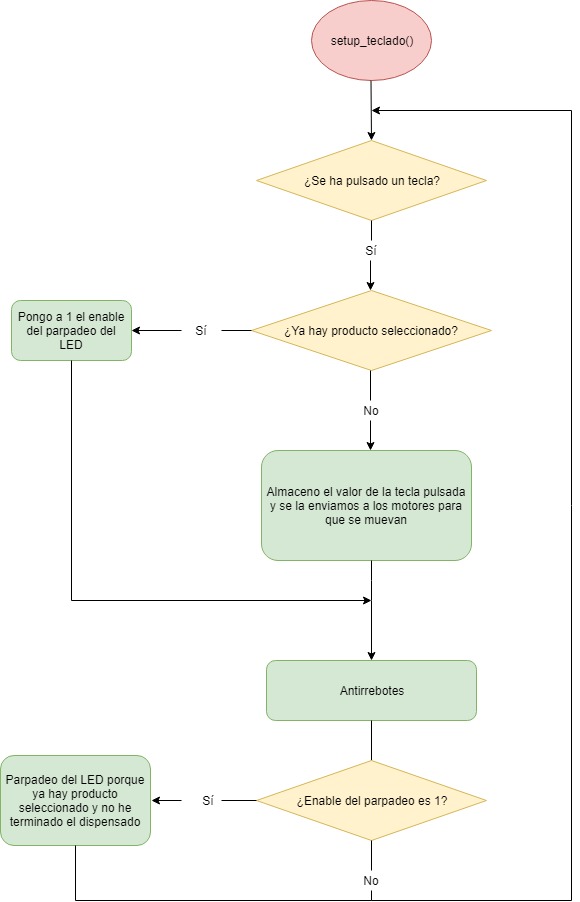 setup_teclado()
¿Se ha pulsado un tecla?
Sí
¿Ya hay producto seleccionado?
Sí
Pongo a 1 el enable
del parpadeo del
LED
No
Almaceno el valor de la tecla pulsada
y se la enviamos a los motores para
que se muevan
Antirrebotes
¿Enable del parpadeo es 1?
Sí
Parpadeo del LED porque
ya hay producto
seleccionado y no he
terminado el dispensado
No